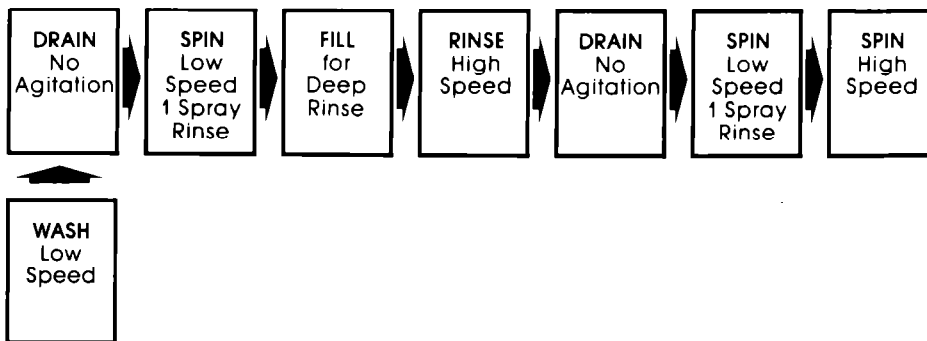 DRAIN
No
Agitation
SPIN
Low
Speed
1 Spray
Rinse
FILL
for
Deep
Rinse
RINSE
High
Speed
DRAIN
No
Agitation
SPIN
Low
Speed
1 Spray
Rinse
SPIN
High
Speed
WASH
Low
Speed